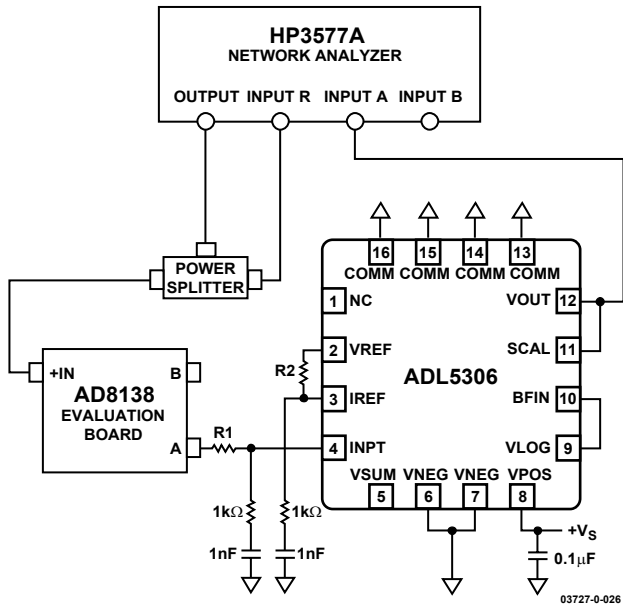 HP3577A
NETWORK ANALYZER
OUTPUT INPUT R INPUT A INPUT B
16 15 14 13
COMM COMM COMM COMM
POWER
SPLITTER
1 NC
VOUT 12
2 VREF
SCAL 11
R2
ADL5306
3 IREF
BFIN 10
4 INPT
VLOG 9
+IN
B
AD8138
EVALUATION
BOARD
A
R1
VSUM VNEG VNEG VPOS
5 6 7 8
1kΩ 1kΩ
+VS
1nF 1nF
0.1μF
03727-0-026